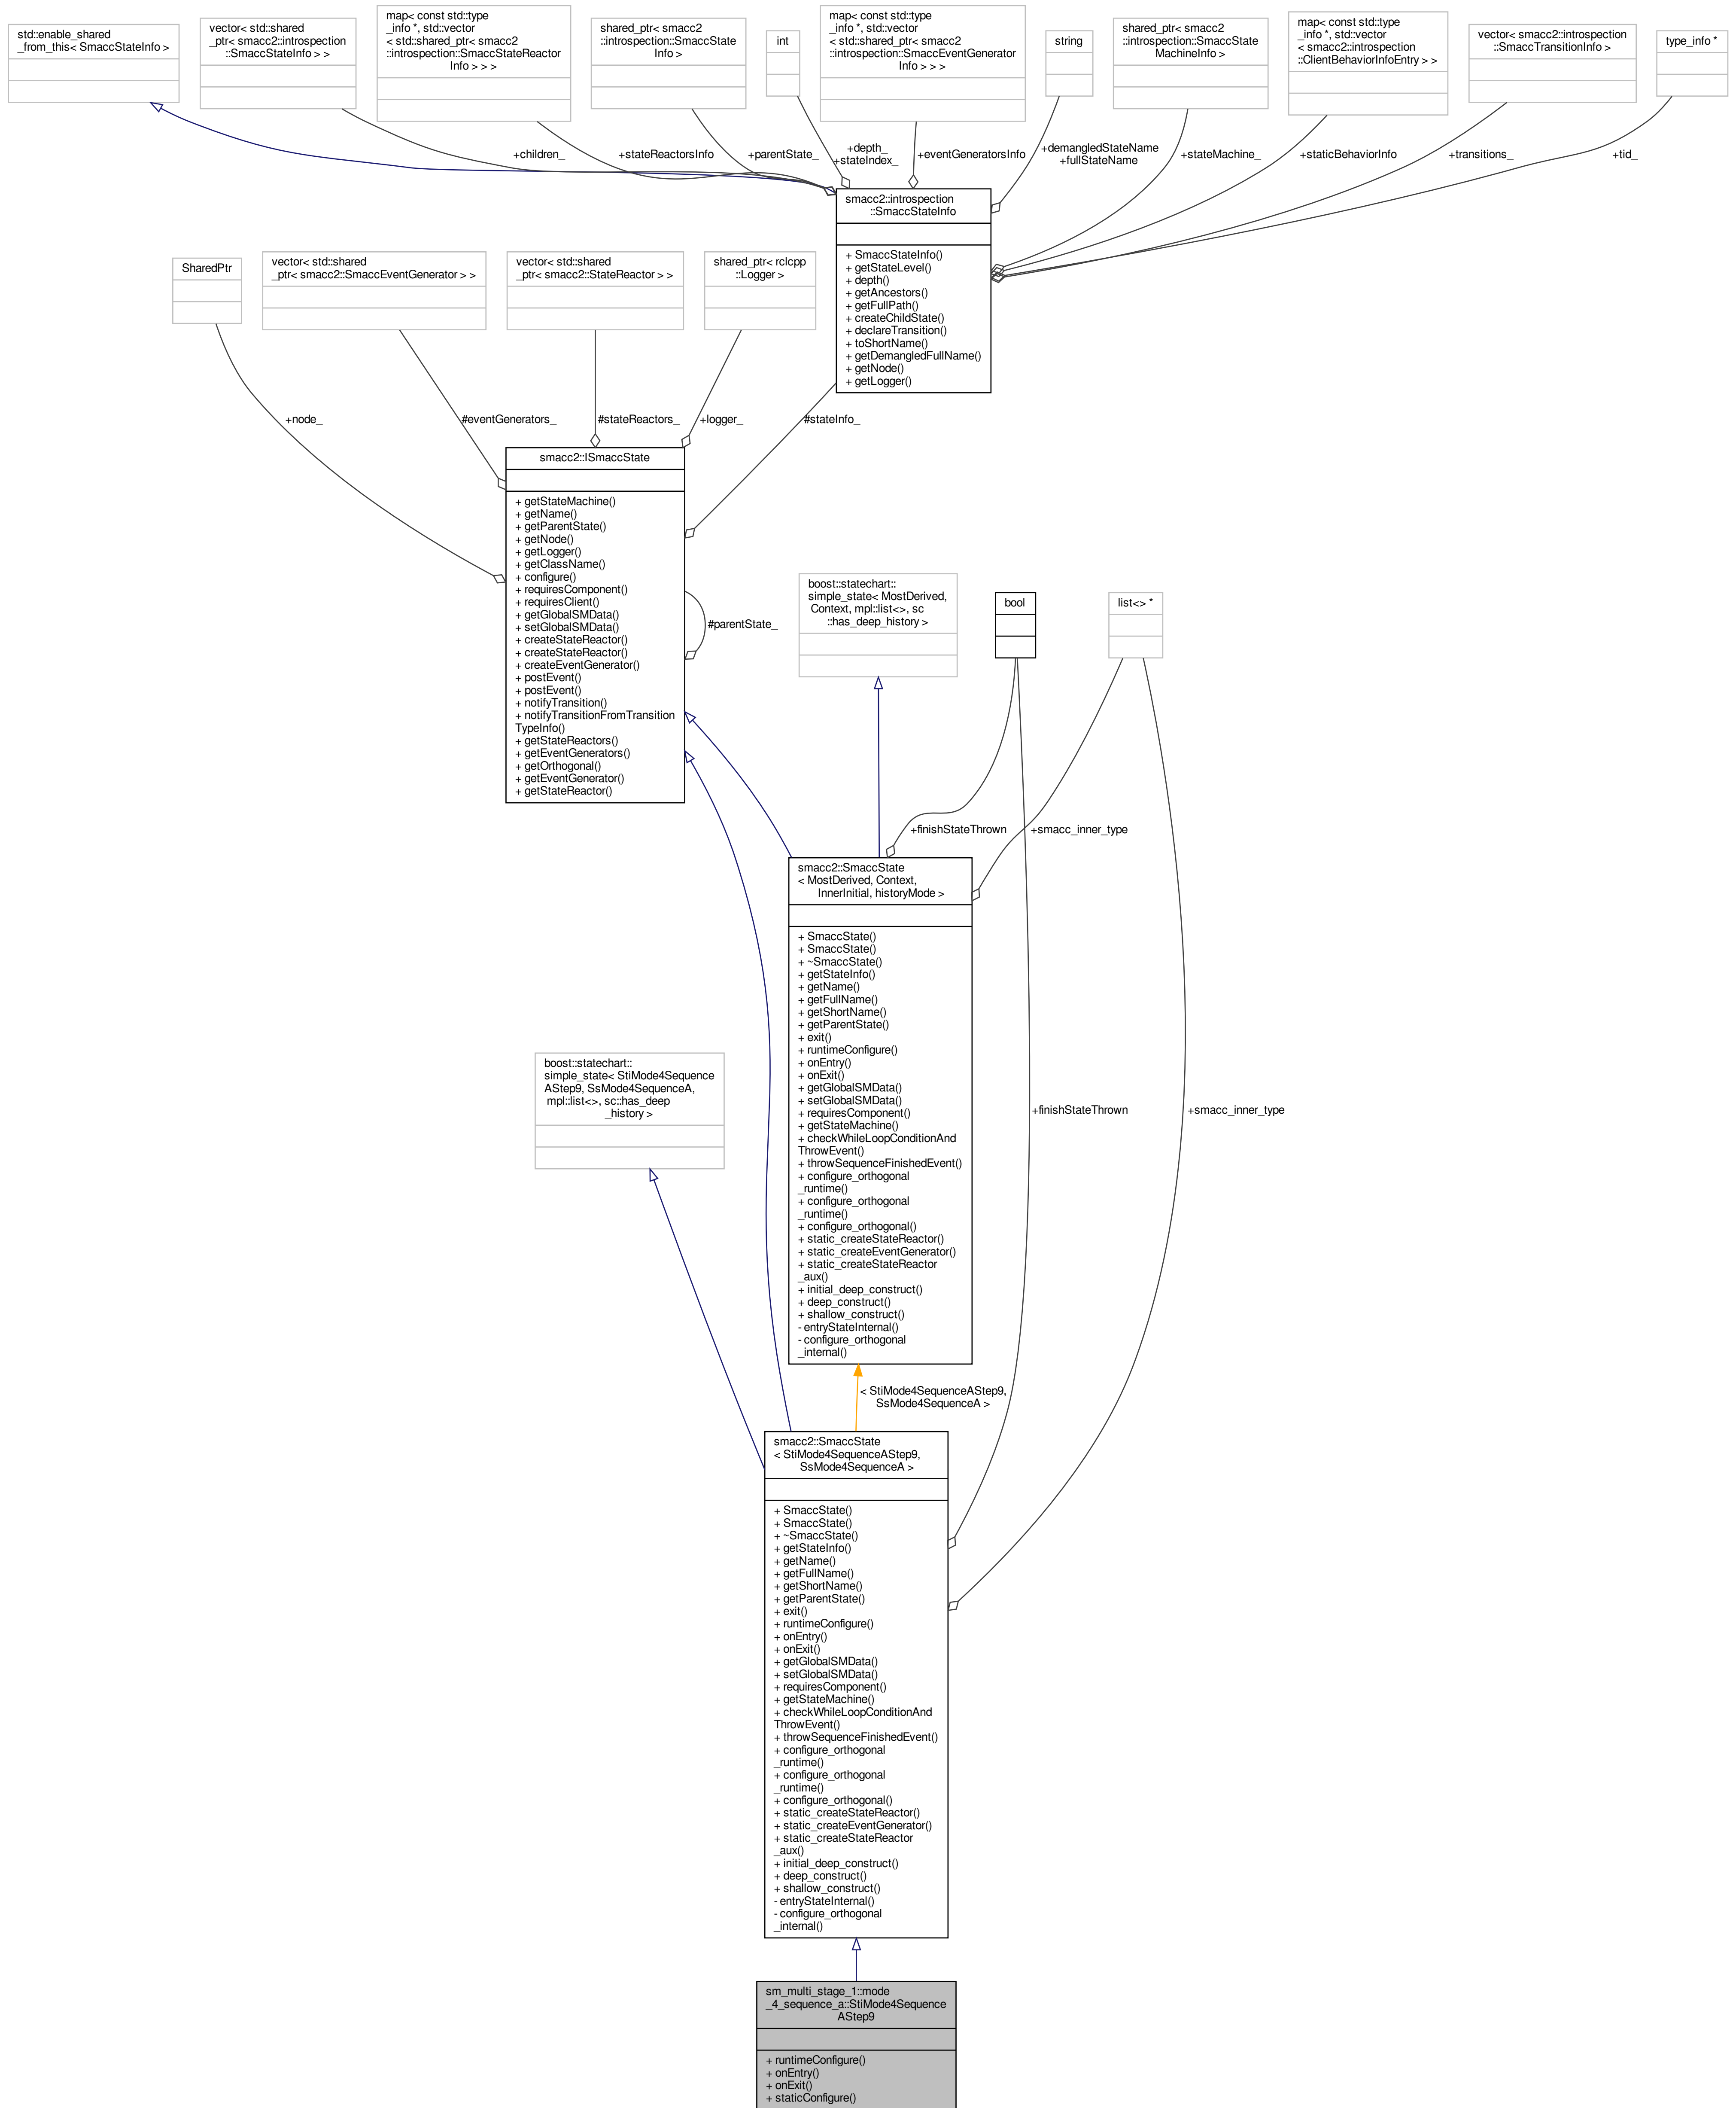 std::enable_shared
_from_this< SmaccStateInfo >
vector< std::shared
_ptr< smacc2::introspection
::SmaccStateInfo > >
map< const std::type
_info *, std::vector
< std::shared_ptr< smacc2
::introspection::SmaccStateReactor
Info > > >
shared_ptr< smacc2
::introspection::SmaccState
Info >
int
map< const std::type
_info *, std::vector
< std::shared_ptr< smacc2
::introspection::SmaccEventGenerator
Info > > >
string
shared_ptr< smacc2
::introspection::SmaccState
MachineInfo >
map< const std::type
_info *, std::vector
< smacc2::introspection
::ClientBehaviorInfoEntry > >
vector< smacc2::introspection
::SmaccTransitionInfo >
type_info *
+children_
+stateReactorsInfo
+parentState_
+depth_
+stateIndex_
+eventGeneratorsInfo
+demangledStateName
+fullStateName
+stateMachine_
+staticBehaviorInfo
+transitions_
+tid_
smacc2::introspection
::SmaccStateInfo
+ SmaccStateInfo()
+ getStateLevel()
+ depth()
+ getAncestors()
+ getFullPath()
+ createChildState()
+ declareTransition()
+ toShortName()
+ getDemangledFullName()
+ getNode()
+ getLogger()
SharedPtr
vector< std::shared
_ptr< smacc2::SmaccEventGenerator > >
vector< std::shared
_ptr< smacc2::StateReactor > >
shared_ptr< rclcpp
::Logger >
+node_
#eventGenerators_
#stateReactors_
+logger_
#stateInfo_
smacc2::ISmaccState
+ getStateMachine()
+ getName()
+ getParentState()
+ getNode()
+ getLogger()
+ getClassName()
+ configure()
+ requiresComponent()
+ requiresClient()
+ getGlobalSMData()
+ setGlobalSMData()
+ createStateReactor()
+ createStateReactor()
+ createEventGenerator()
+ postEvent()
+ postEvent()
+ notifyTransition()
+ notifyTransitionFromTransition
TypeInfo()
+ getStateReactors()
+ getEventGenerators()
+ getOrthogonal()
+ getEventGenerator()
+ getStateReactor()
#parentState_
boost::statechart::
simple_state< MostDerived,
Context, mpl::list<>, sc
::has_deep_history >
bool
list<> *
+finishStateThrown
+smacc_inner_type
smacc2::SmaccState
< MostDerived, Context,
InnerInitial, historyMode >
+ SmaccState()
+ SmaccState()
+ ~SmaccState()
+ getStateInfo()
+ getName()
+ getFullName()
+ getShortName()
+ getParentState()
+ exit()
+ runtimeConfigure()
+ onEntry()
+ onExit()
+ getGlobalSMData()
+ setGlobalSMData()
+ requiresComponent()
+ getStateMachine()
+ checkWhileLoopConditionAnd
ThrowEvent()
+ throwSequenceFinishedEvent()
+ configure_orthogonal
_runtime()
+ configure_orthogonal
_runtime()
+ configure_orthogonal()
+ static_createStateReactor()
+ static_createEventGenerator()
+ static_createStateReactor
_aux()
+ initial_deep_construct()
+ deep_construct()
+ shallow_construct()
- entryStateInternal()
- configure_orthogonal
_internal()
boost::statechart::
simple_state< StiMode4Sequence
AStep9, SsMode4SequenceA,
mpl::list<>, sc::has_deep
_history >
+finishStateThrown
+smacc_inner_type
< StiMode4SequenceAStep9,
SsMode4SequenceA >
smacc2::SmaccState
< StiMode4SequenceAStep9,
SsMode4SequenceA >
+ SmaccState()
+ SmaccState()
+ ~SmaccState()
+ getStateInfo()
+ getName()
+ getFullName()
+ getShortName()
+ getParentState()
+ exit()
+ runtimeConfigure()
+ onEntry()
+ onExit()
+ getGlobalSMData()
+ setGlobalSMData()
+ requiresComponent()
+ getStateMachine()
+ checkWhileLoopConditionAnd
ThrowEvent()
+ throwSequenceFinishedEvent()
+ configure_orthogonal
_runtime()
+ configure_orthogonal
_runtime()
+ configure_orthogonal()
+ static_createStateReactor()
+ static_createEventGenerator()
+ static_createStateReactor
_aux()
+ initial_deep_construct()
+ deep_construct()
+ shallow_construct()
- entryStateInternal()
- configure_orthogonal
_internal()
sm_multi_stage_1::mode
_4_sequence_a::StiMode4Sequence
AStep9
+ runtimeConfigure()
+ onEntry()
+ onExit()
+ staticConfigure()